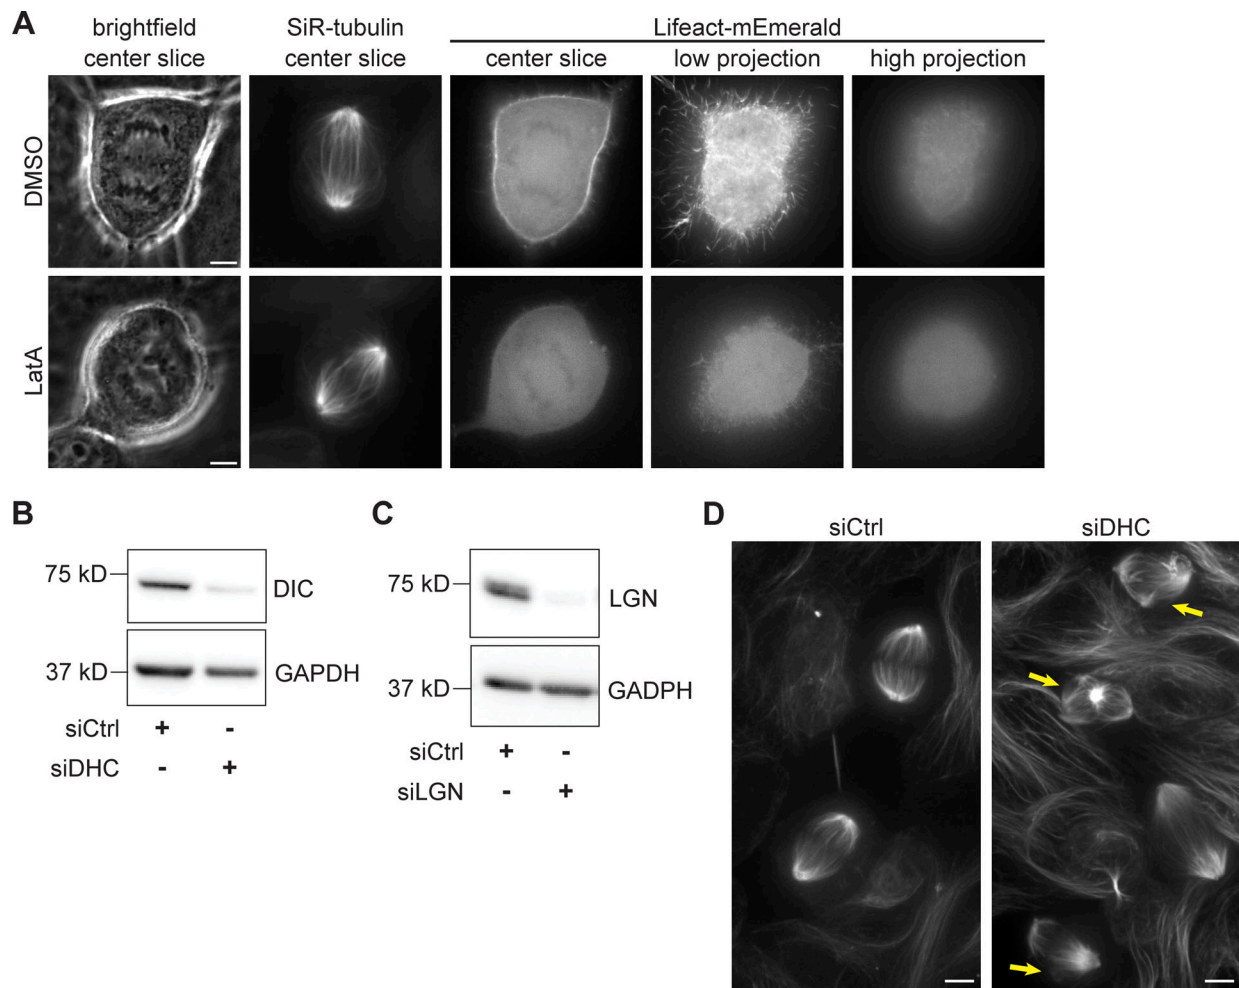 A
brightfield
center slice
SiR-tubulin
center slice
Lifeact-mEmerald
center slice
low projection
high projection
DMSO
LatA
B
75 kD
DIC
37 kD
GAPDH
siCtrl + -
siDHC - +
C
75 kD
LGN
37 kD
GADPH
siCtrl + -
siLGN - +
D
siCtrl
siDHC